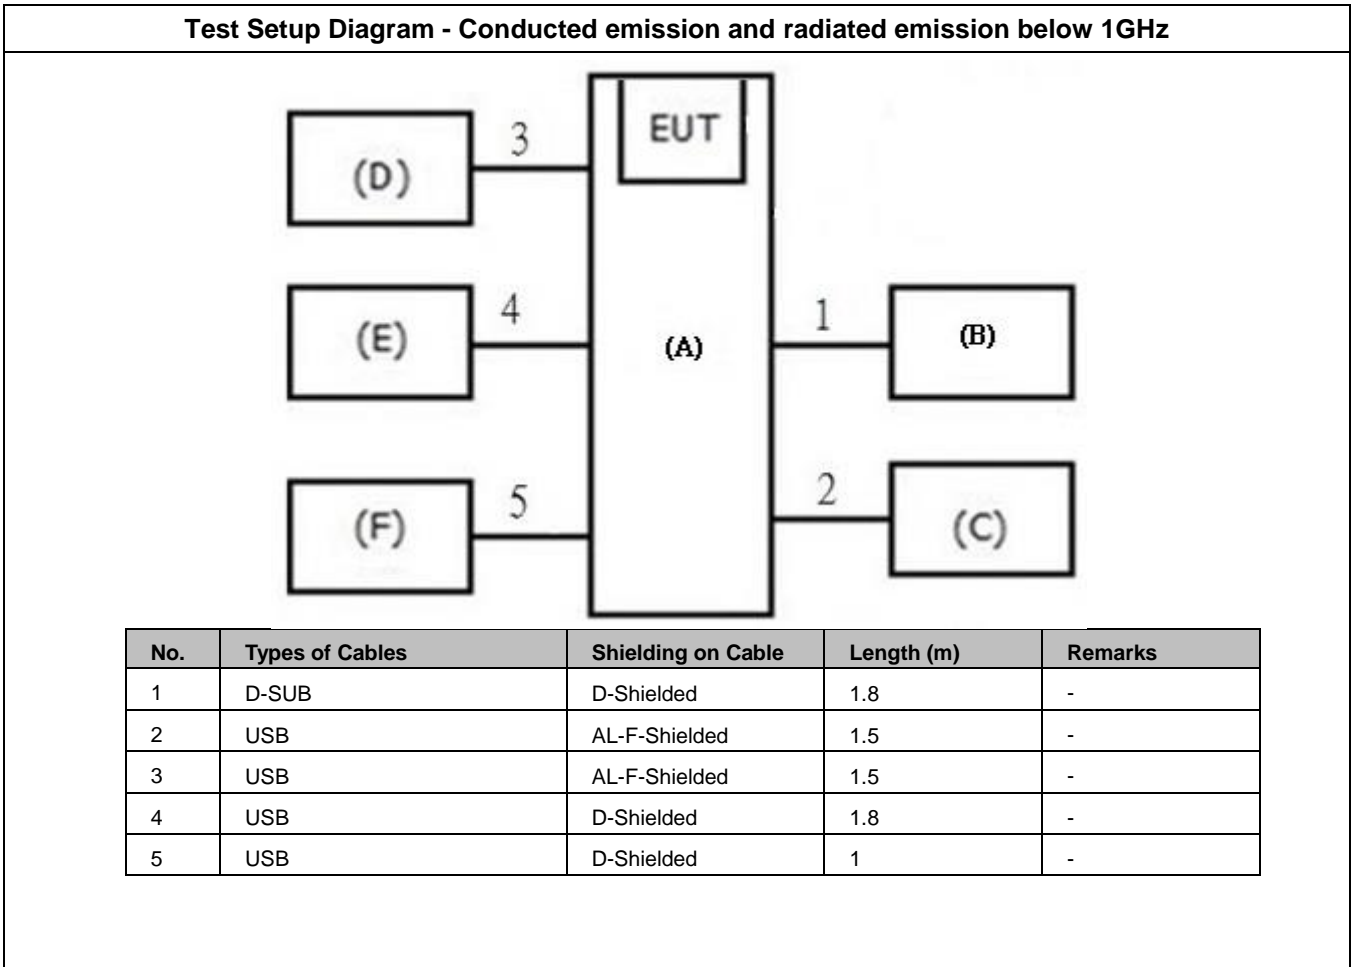 Test Setup Diagram - Conducted emission and radiated emission below 1GHz
EUT
3
(D)
4
1
(E)
(A)
(B)
5
2
(F)
(C)
No. Types of Cables Shielding on Cable Length (m) Remarks
1 D-SUB D-Shielded 1.8 -
2 USB AL-F-Shielded 1.5 -
3 USB AL-F-Shielded 1.5 -
4 USB D-Shielded 1.8 -
5 USB D-Shielded 1 -